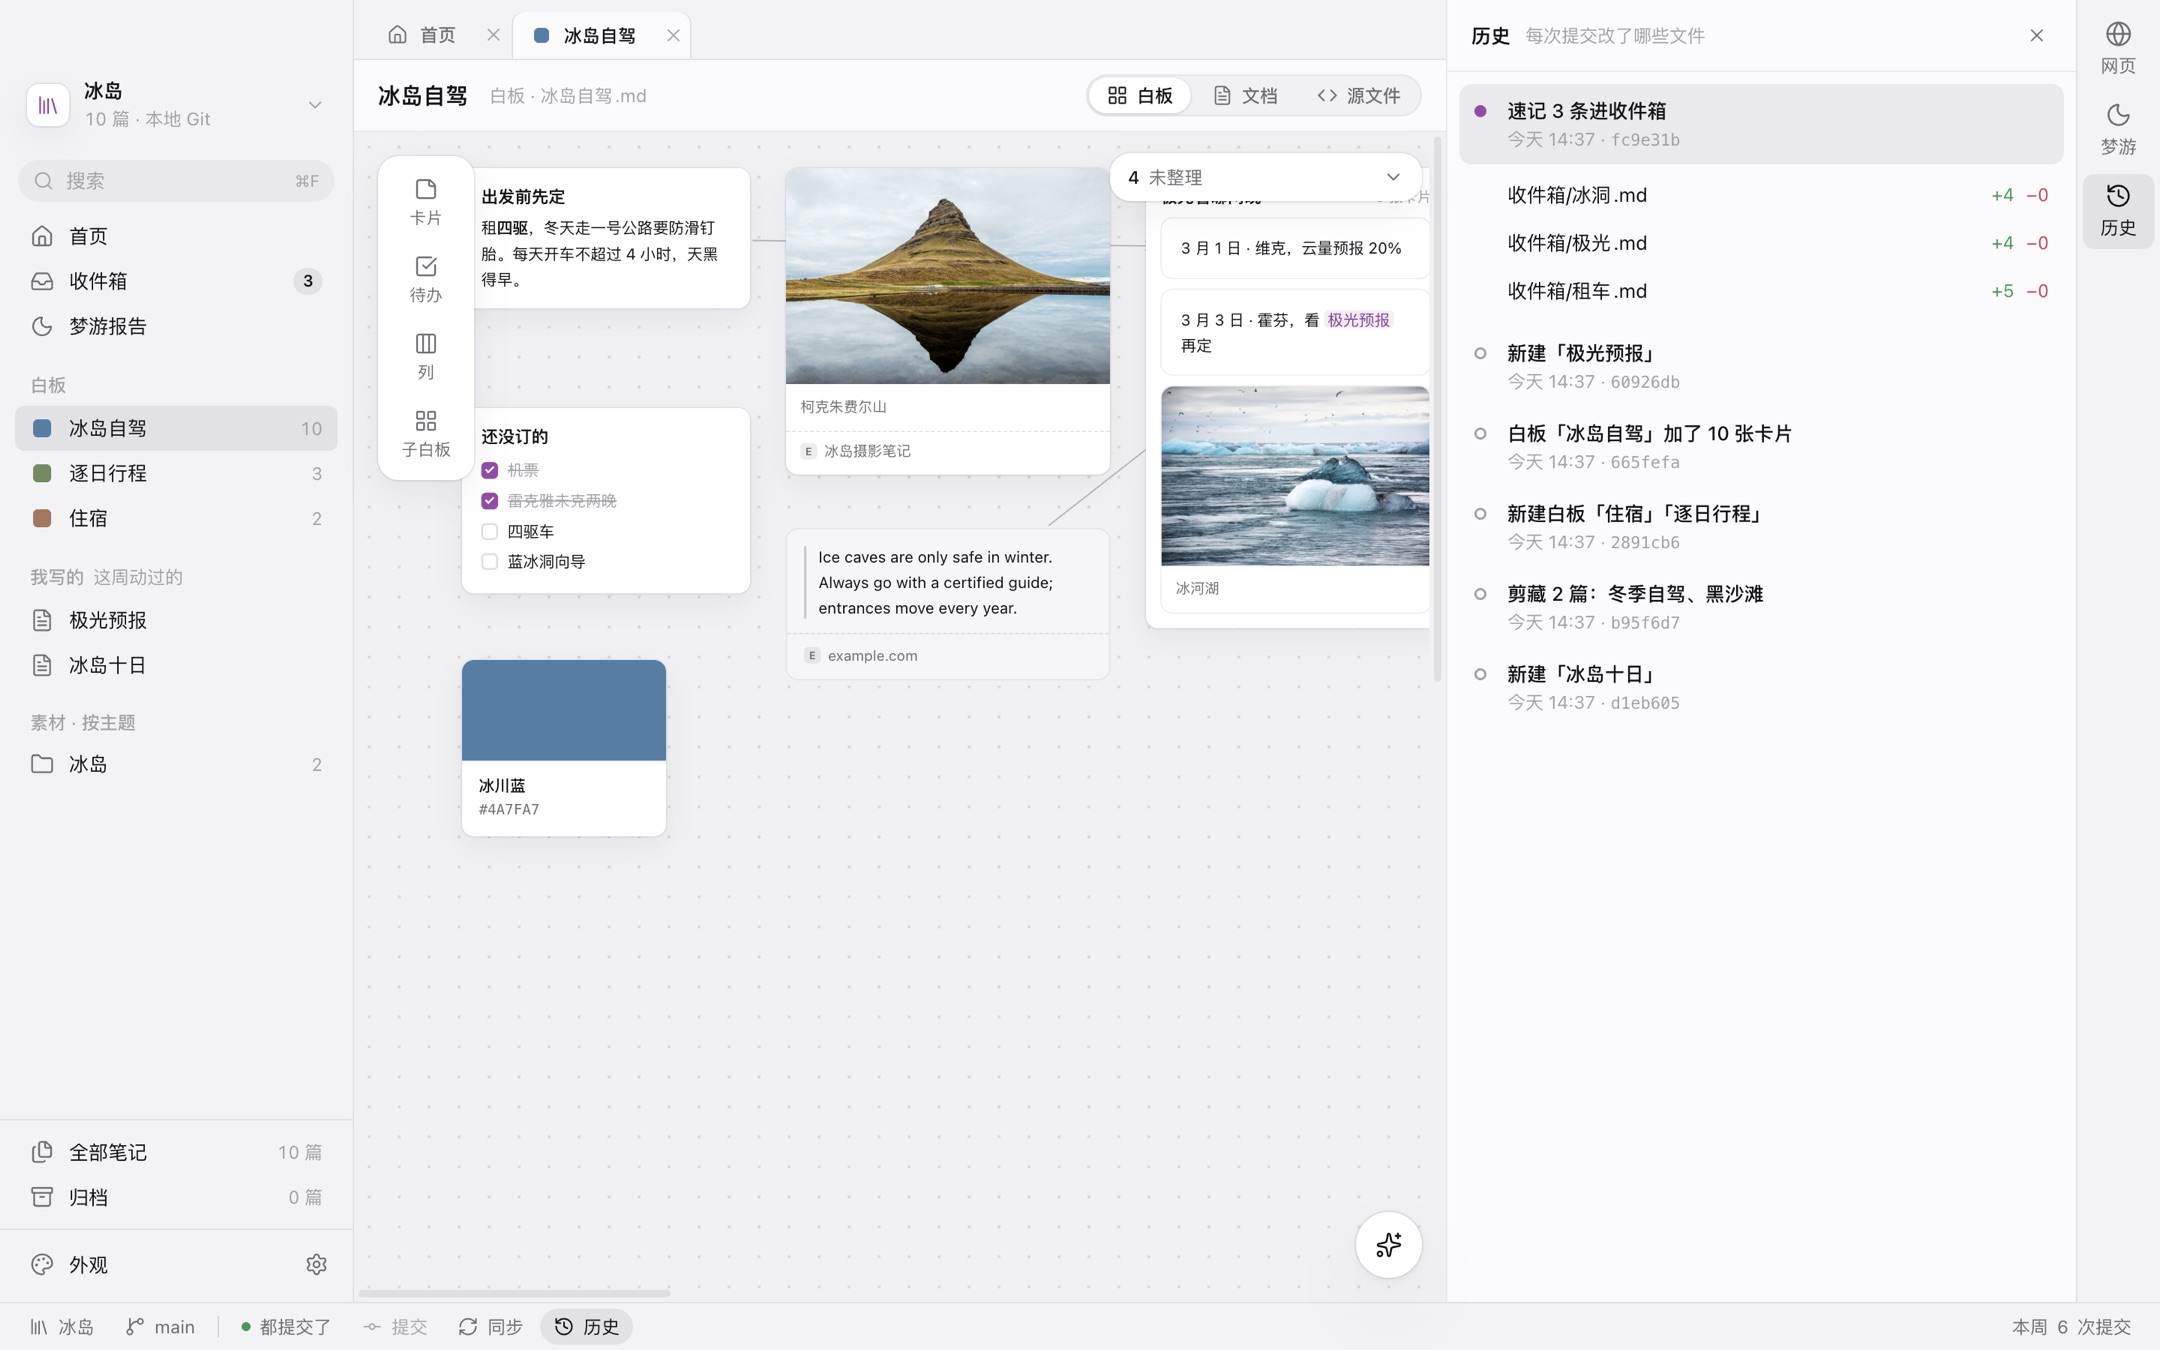 冰岛
10 篇 · 本地 Git
搜索
⌘F
首页
收件箱
3
梦游报告
白板
冰岛自驾
10
逐日行程
3
住宿
2
我写的 这周动过的
极光预报
冰岛十日
素材 · 按主题
冰岛
2
全部笔记
10 篇
归档
0 篇
外观
首页
冰岛自驾
冰岛自驾
白板 · 冰岛自驾.md
白板
文档
源文件
卡片
待办
列
子白板
出发前先定
租四驱，冬天走一号公路要防滑钉
胎。每天开车不超过 4 小时，天黑
得早。
还没订的
机票
雷克雅未克两晚
四驱车
蓝冰洞向导
冰川蓝
#4A7FA7
柯克朱费尔山
E 冰岛摄影笔记
Ice caves are only safe in winter.
Always go with a certified guide;
entrances move every year.
E example.com
4 未整理
3 月 1 日 · 维克，云量预报 20%
3 月 3 日 · 霍芬，看 极光预报
再定
冰河湖
历史 每次提交改了哪些文件
速记 3 条进收件箱
今天 14:37 · fc9e31b
收件箱/冰洞.md
+4 −0
收件箱/极光.md
+4 −0
收件箱/租车.md
+5 −0
新建「极光预报」
今天 14:37 · 60926db
白板「冰岛自驾」加了 10 张卡片
今天 14:37 · 665fefa
新建白板「住宿」「逐日行程」
今天 14:37 · 2891cb6
剪藏 2 篇：冬季自驾、黑沙滩
今天 14:37 · b95f6d7
新建「冰岛十日」
今天 14:37 · d1eb605
网页
梦游
历史
冰岛
main
都提交了
提交
同步
历史
本周 6 次提交